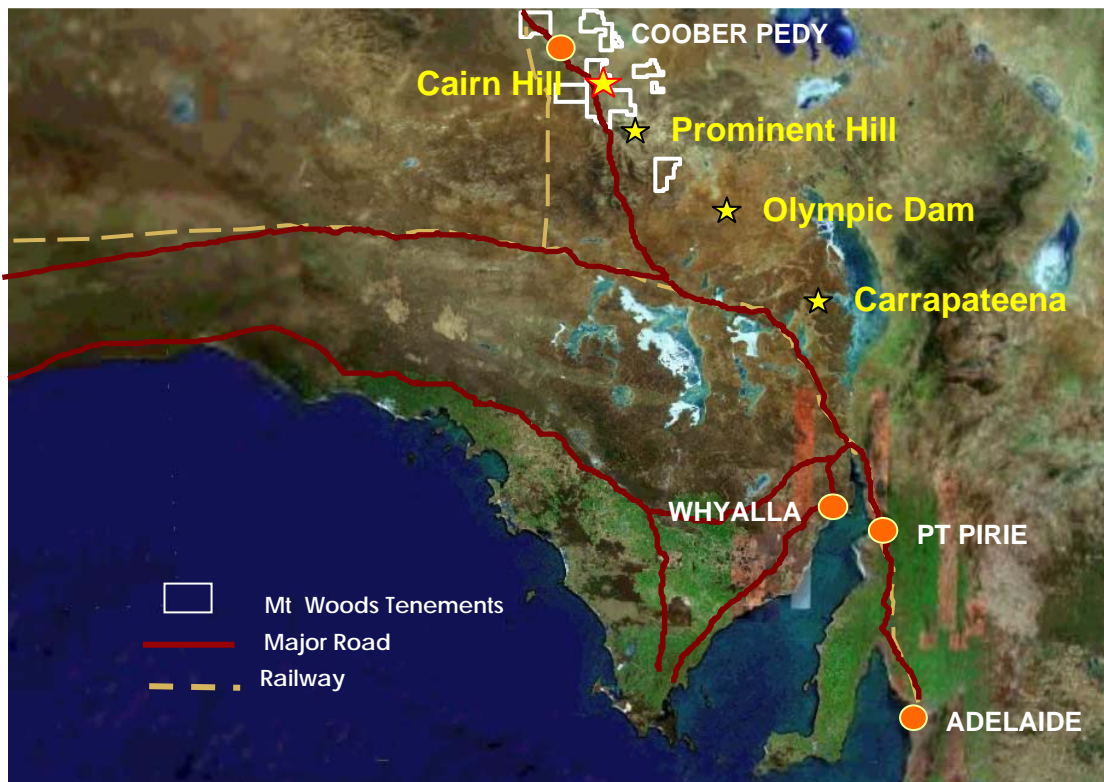 COOBER PEDY
Cairn Hill
Prominent Hill
Olympic Dam
Carrapateena
WHYALLA
PT PIRIE
Mt Woods Tenements
Major Road
Railway
ADELAIDE